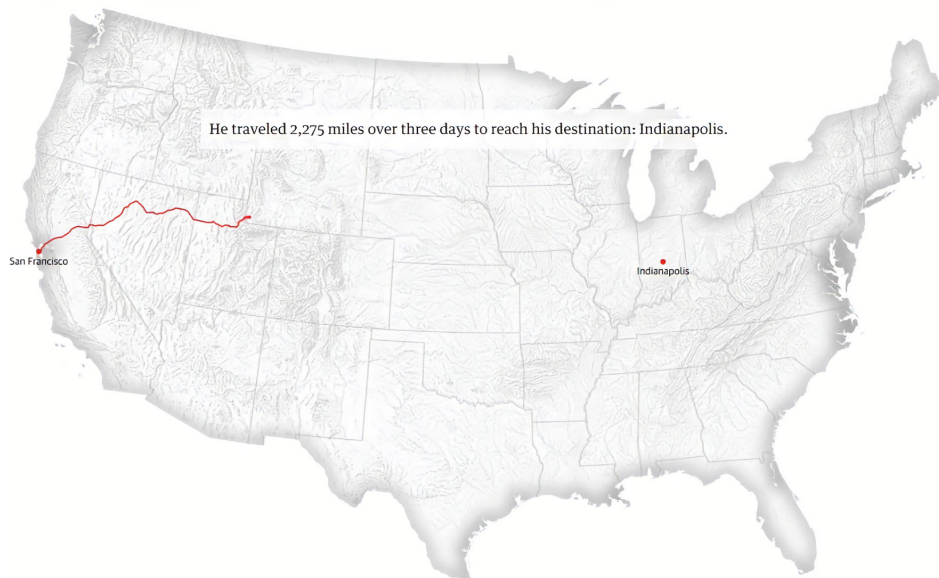 He traveled 2,275 miles over three days to reach his destination: Indianapolis.
San Francisco
Indianapolis